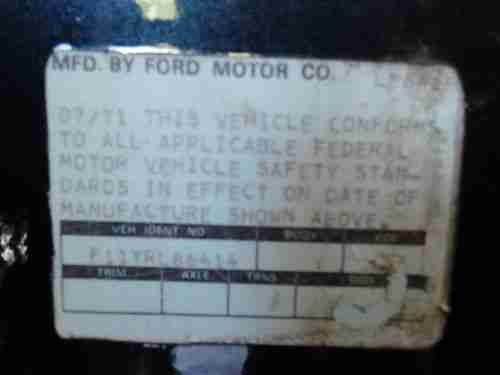 MFD. BY FORD MOTOR CO.
07/71 THIS VEHICLE CONFORMS
TO ALL APPLICABLE FEDERAL
MOTOR VEHICLE SAFETY STAN-
DARDS IN EFFECT ON DATE OF
MANUFACTURE SHOWN ABOVE.
VEH IDENT NO BODY
TRIM AXLE TRNS